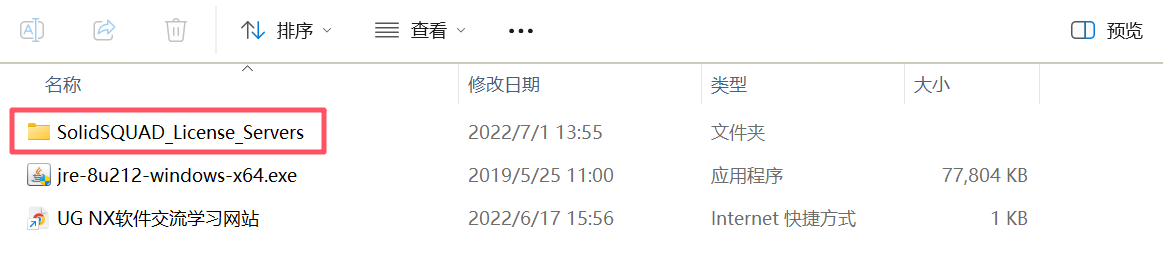 排序 查看 预览
名称 修改日期 类型 大小
SolidSQUAD_License_Servers 2022/7/1 13:55 文件夹
jre-8u212-windows-x64.exe 2019/5/25 11:00 应用程序 77,804 KB
UG NX软件交流学习网站 2022/6/17 15:56 Internet 快捷方式 1 KB